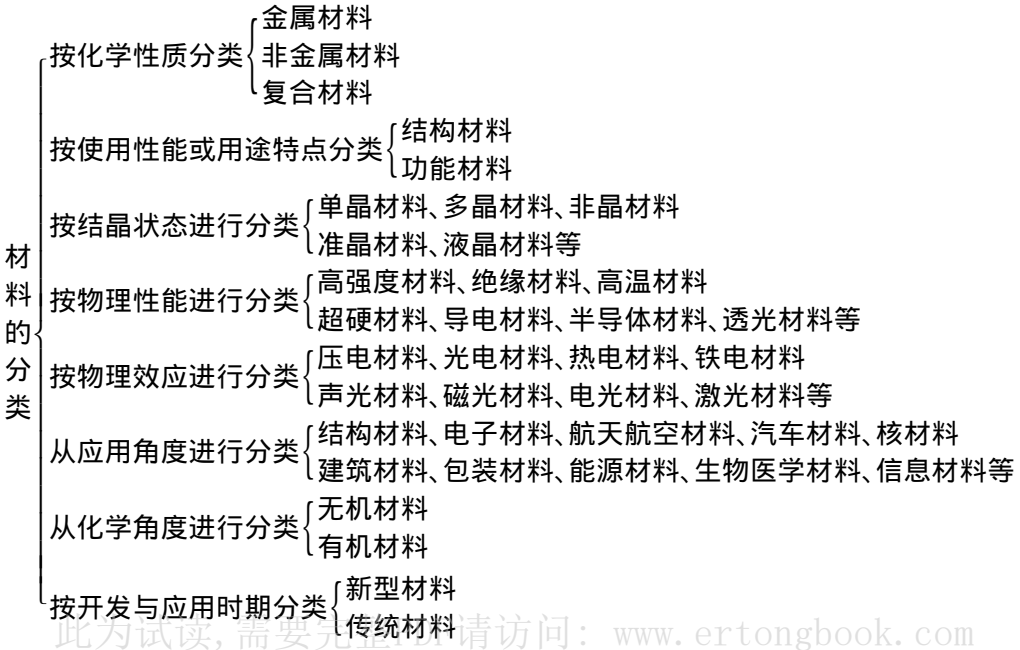 材料的分类
按化学性质分类
金属材料
非金属材料
复合材料
按使用性能或用途特点分类
结构材料
功能材料
按结晶状态进行分类
单晶材料、多晶材料、非晶材料
准晶材料、液晶材料等
按物理性能进行分类
高强度材料、绝缘材料、高温材料
超硬材料、导电材料、半导体材料、透光材料等
按物理效应进行分类
压电材料、光电材料、热电材料、铁电材料
声光材料、磁光材料、电光材料、激光材料等
从应用角度进行分类
结构材料、电子材料、航天航空材料、汽车材料、核材料
建筑材料、包装材料、能源材料、生物医学材料、信息材料等
从化学角度进行分类
无机材料
有机材料
按开发与应用时期分类
新型材料
传统材料
此为试读,需要完整PDF请访问: www.ertongbook.com